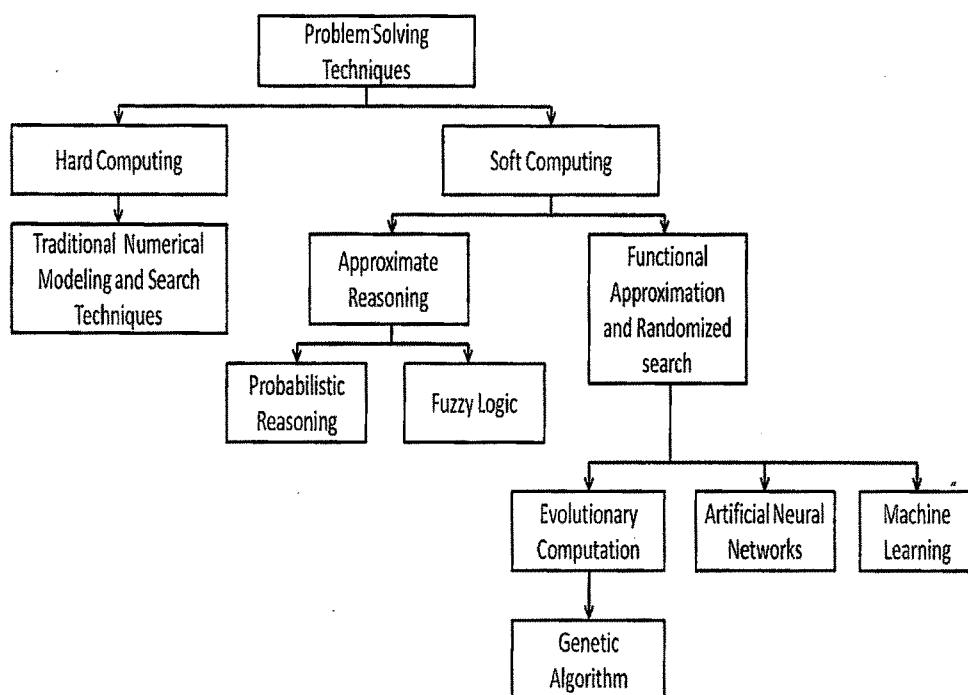 Problem Solving
Techniques
Hard Computing
Soft Computing
Traditional Numerical
Modeling and Search
Techniques
Approximate
Reasoning
Functional
Approximation
and Randomized
search
Probabilistic
Reasoning
Fuzzy Logic
Evolutionary
Computation
Artificial Neural
Networks
Machine
Learning
Genetic
Algorithm